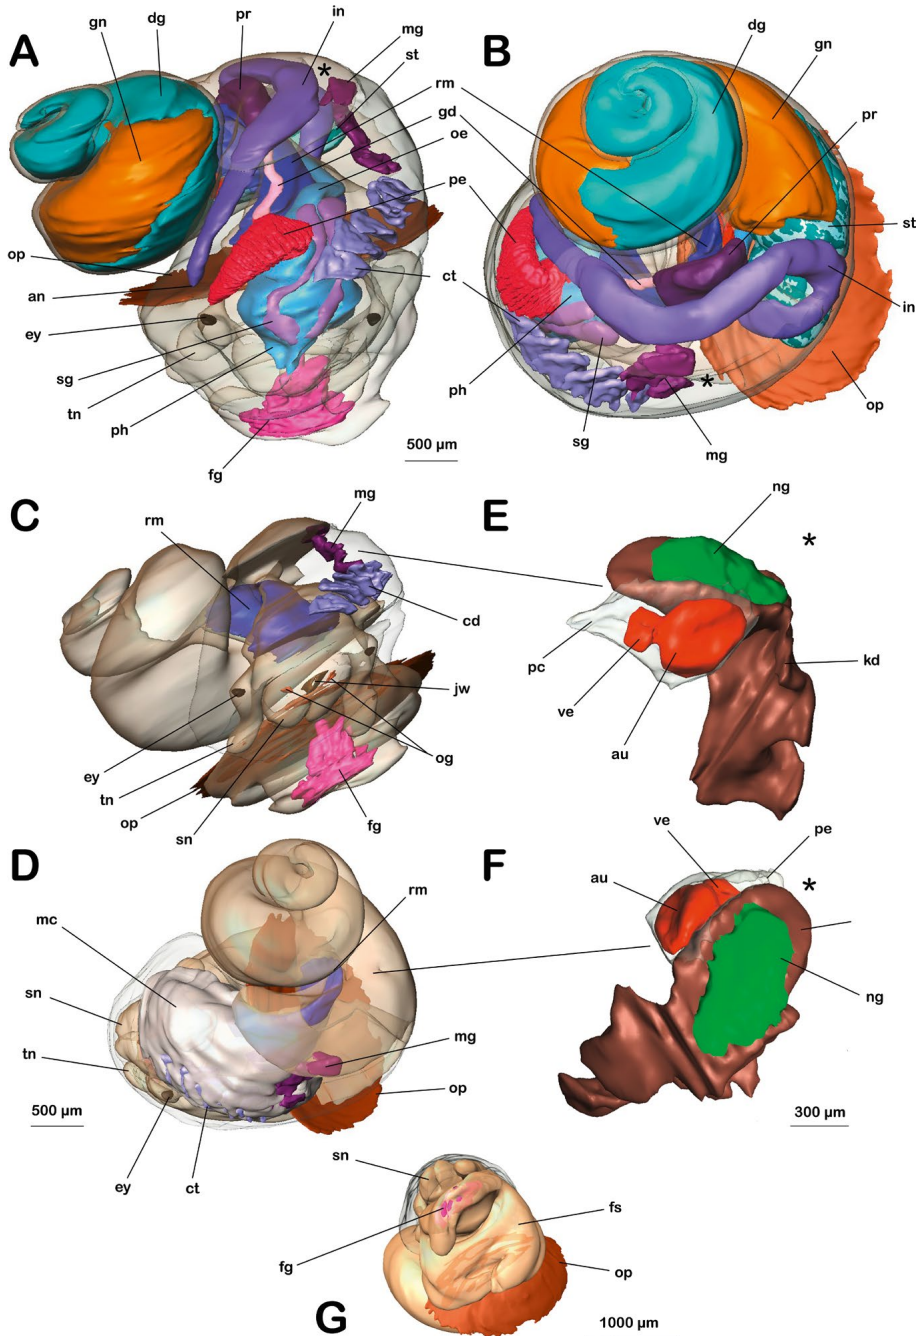 A
gn
dg
pr
in
mg
st
rm
gd
oe
pe
op
an
ey
sg
tn
ph
fg
ct
*
500 µm
B
dg
gn
pr
st
in
op
ph
sg
mg
*
C
rm
mg
cd
jw
og
ey
tn
op
sn
fg
E
ng
*
pc
ve
au
kd
D
mc
sn
tn
ey
ct
rm
mg
op
500 µm
F
ve
pe
au
*
ng
300 µm
G
sn
fg
fs
op
1000 µm